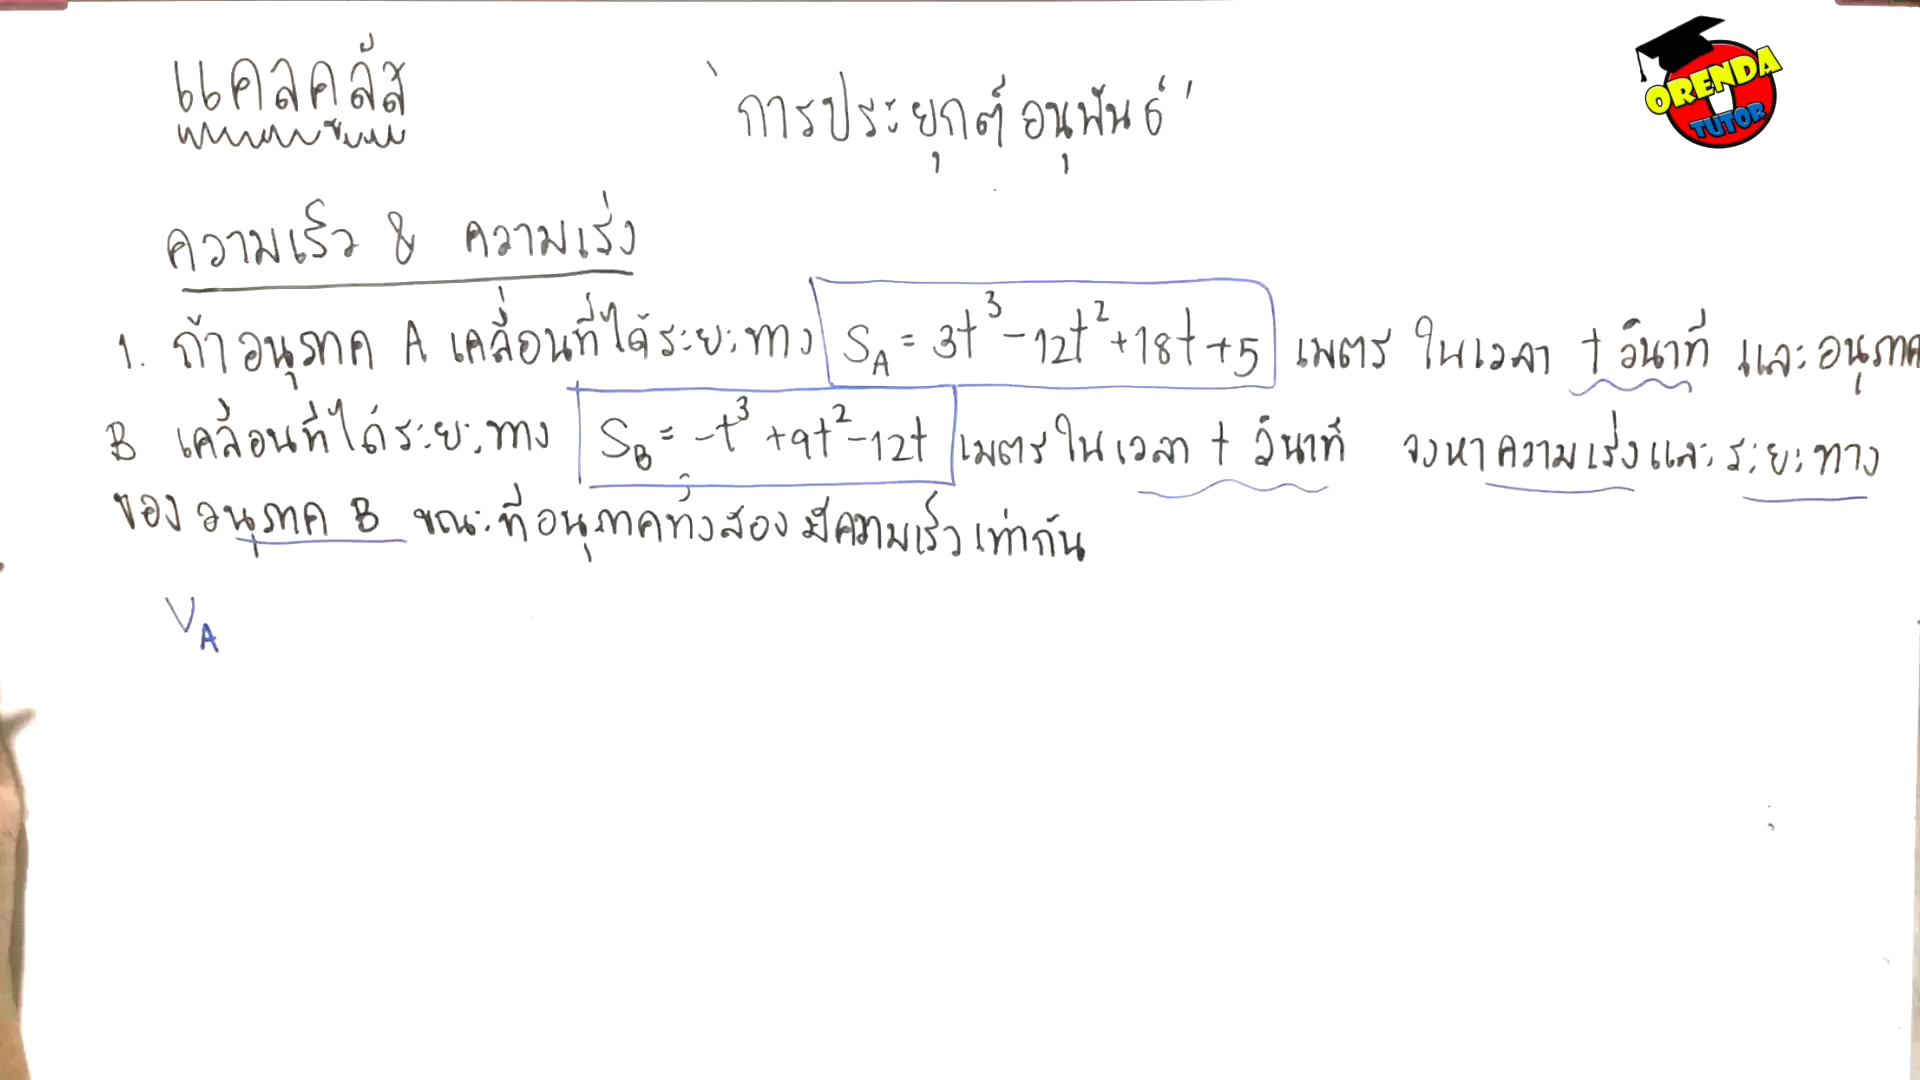 แคลคลัส
'การประยุกต์อนุพันธ์'
ORENDA
TUTOR
ความเร็ว & ความเร่ง
1. ถ้าอนุภาค A เคลื่อนที่ได้ระยะทาง S_A = 3t³ - 12t² + 18t + 5 เมตร ในเวลา t วินาที และอนุภาค
B เคลื่อนที่ได้ระยะทาง S_B = -t³ + 9t² - 12t เมตร ในเวลา t วินาที จงหาความเร่งและระยะทาง
ของอนุภาค B ขณะที่อนุภาคทั้งสองมีความเร็วเท่ากัน
V_A